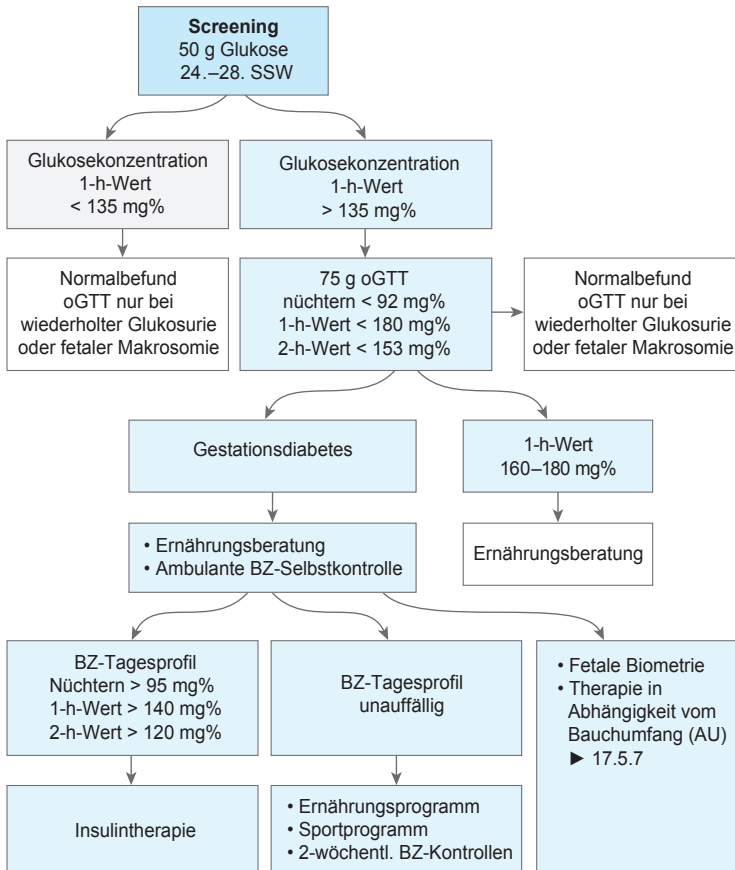 Screening
50 g Glukose
24.–28. SSW
Glukosekonzentration
1-h-Wert
< 135 mg%
Glukosekonzentration
1-h-Wert
> 135 mg%
Normalbefund
oGTT nur bei
wiederholter Glukosurie
oder fetaler Makrosomie
75 g oGTT
nüchtern < 92 mg%
1-h-Wert < 180 mg%
2-h-Wert < 153 mg%
Normalbefund
oGTT nur bei
wiederholter Glukosurie
oder fetaler Makrosomie
Gestationsdiabetes
1-h-Wert
160–180 mg%
• Ernährungsberatung
• Ambulante BZ-Selbstkontrolle
Ernährungsberatung
BZ-Tagesprofil
Nüchtern > 95 mg%
1-h-Wert > 140 mg%
2-h-Wert > 120 mg%
BZ-Tagesprofil
unauffällig
• Fetale Biometrie
• Therapie in
Abhängigkeit vom
Bauchumfang (AU)
► 17.5.7
Insulintherapie
• Ernährungsprogramm
• Sportprogramm
• 2-wöchentl. BZ-Kontrollen